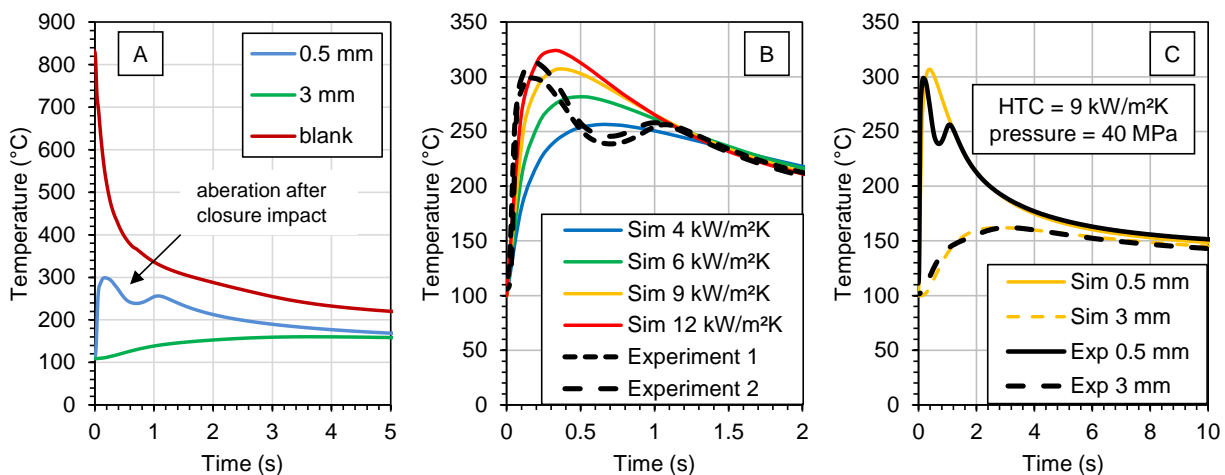 A
0.5 mm
3 mm
blank
aberation after
closure impact
Temperature (°C)
900
800
700
600
500
400
300
200
100
0
0
1
2
3
4
5
Time (s)
B
Sim 4 kW/m²K
Sim 6 kW/m²K
Sim 9 kW/m²K
Sim 12 kW/m²K
Experiment 1
Experiment 2
Temperature (°C)
350
300
250
200
150
100
50
0
0
0.5
1
1.5
2
Time (s)
C
HTC = 9 kW/m²K
pressure = 40 MPa
Sim 0.5 mm
Sim 3 mm
Exp 0.5 mm
Exp 3 mm
Temperature (°C)
350
300
250
200
150
100
50
0
0
2
4
6
8
10
Time (s)